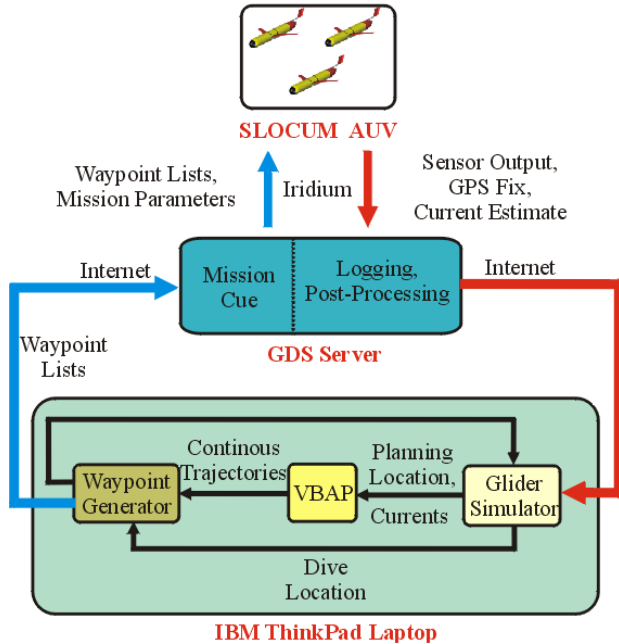 SLOCUM AUV
Waypoint Lists,
Mission Parameters
Iridium
Sensor Output,
GPS Fix,
Current Estimate
Internet
Mission
Cue
Logging,
Post-Processing
Internet
GDS Server
Waypoint
Lists
Waypoint
Generator
Continous
Trajectories
VBAP
Planning
Location,
Currents
Glider
Simulator
Dive
Location
IBM ThinkPad Laptop